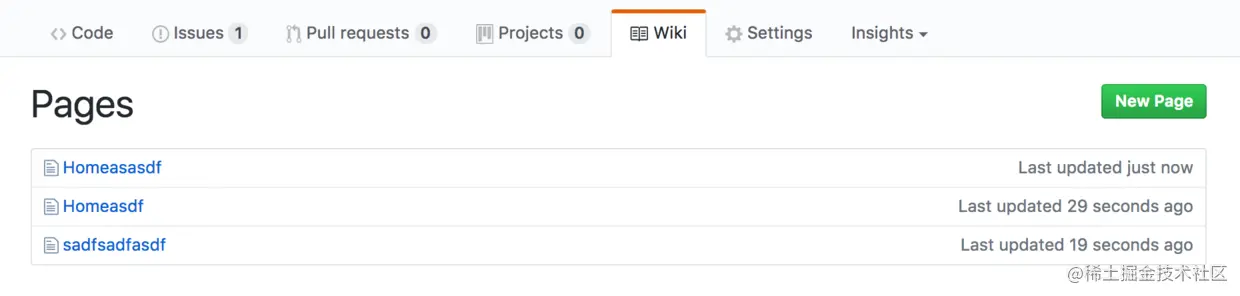 Code Issues 1 Pull requests 0 Projects 0 Wiki Settings Insights
Pages
New Page
Homeasasdf Last updated just now
Homeasdf Last updated 29 seconds ago
sadfsadfasdf Last updated 19 seconds ago
@稀土掘金技术社区